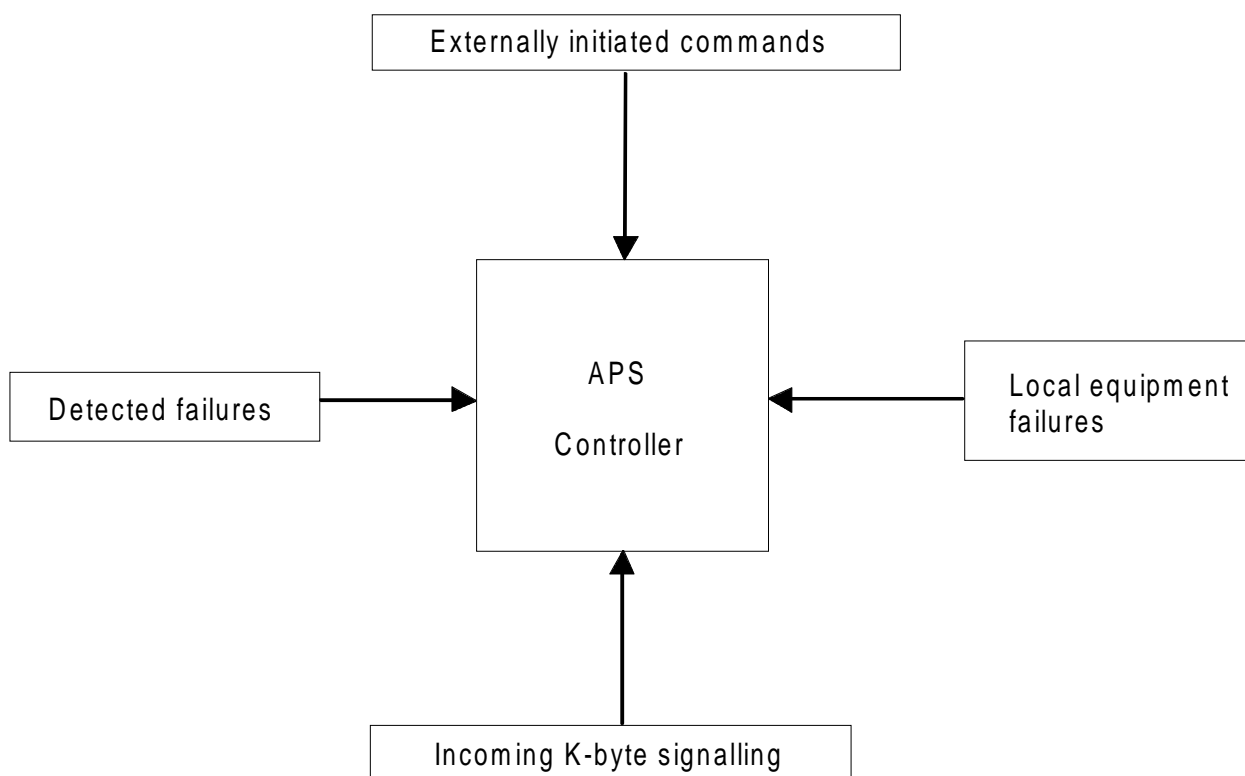 Externally initiated commands
APS
Controller
Detected failures
Local equipment
failures
Incoming K-byte signalling